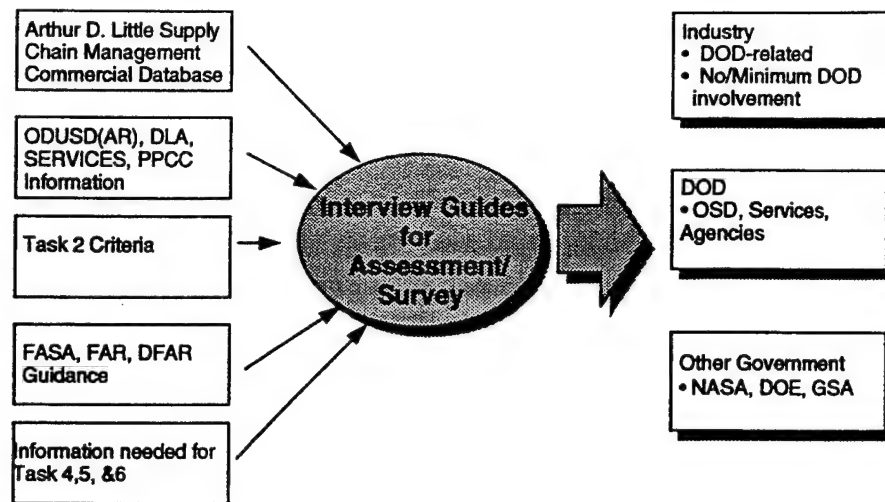 Arthur D. Little Supply
Chain Management
Commercial Database
ODUSD(AR), DLA,
SERVICES, PPCC
Information
Task 2 Criteria
FASA, FAR, DFAR
Guidance
Information needed for
Task 4,5, &6
Interview Guides
for
Assessment/
Survey
Industry
• DOD-related
• No/Minimum DOD
involvement
DOD
• OSD, Services,
Agencies
Other Government
• NASA, DOE, GSA